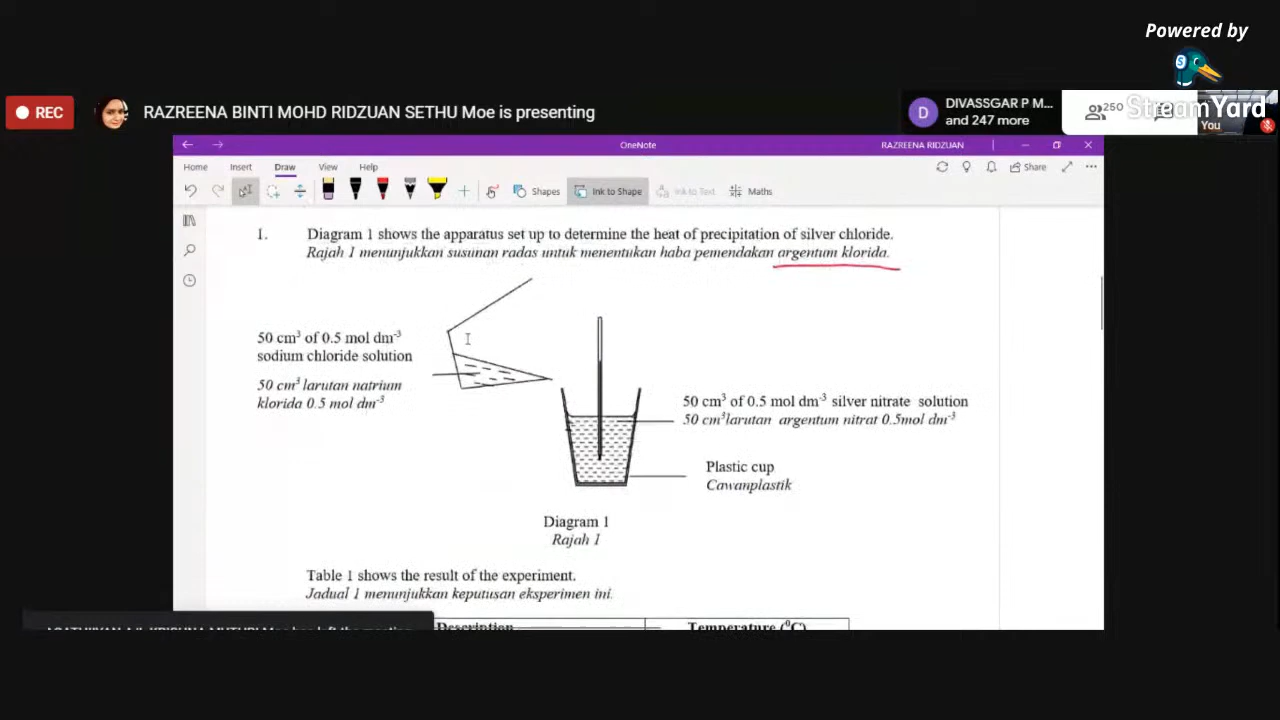 Powered by
REC
RAZREENA BINTI MOHD RIDZUAN SETHU Moe is presenting
DIVASSGAR P M...
and 247 more
250
StreamYard
You
OneNote
RAZREENA RIDZUAN
Home Insert Draw View Help
Share
Shapes
Ink to Shape
Ink to Text
Maths
1. Diagram 1 shows the apparatus set up to determine the heat of precipitation of silver chloride.
Rajah 1 menunjukkan susunan radas untuk menentukan haba pemendakan argentum klorida.
50 cm³ of 0.5 mol dm⁻³
sodium chloride solution
50 cm³ larutan natrium
klorida 0.5 mol dm⁻³
50 cm³ of 0.5 mol dm⁻³ silver nitrate solution
50 cm³larutan argentum nitrat 0.5mol dm⁻³
Plastic cup
Cawanplastik
Diagram 1
Rajah 1
Table 1 shows the result of the experiment.
Jadual 1 menunjukkan keputusan eksperimen ini.
Description
Temperature (⁰C)